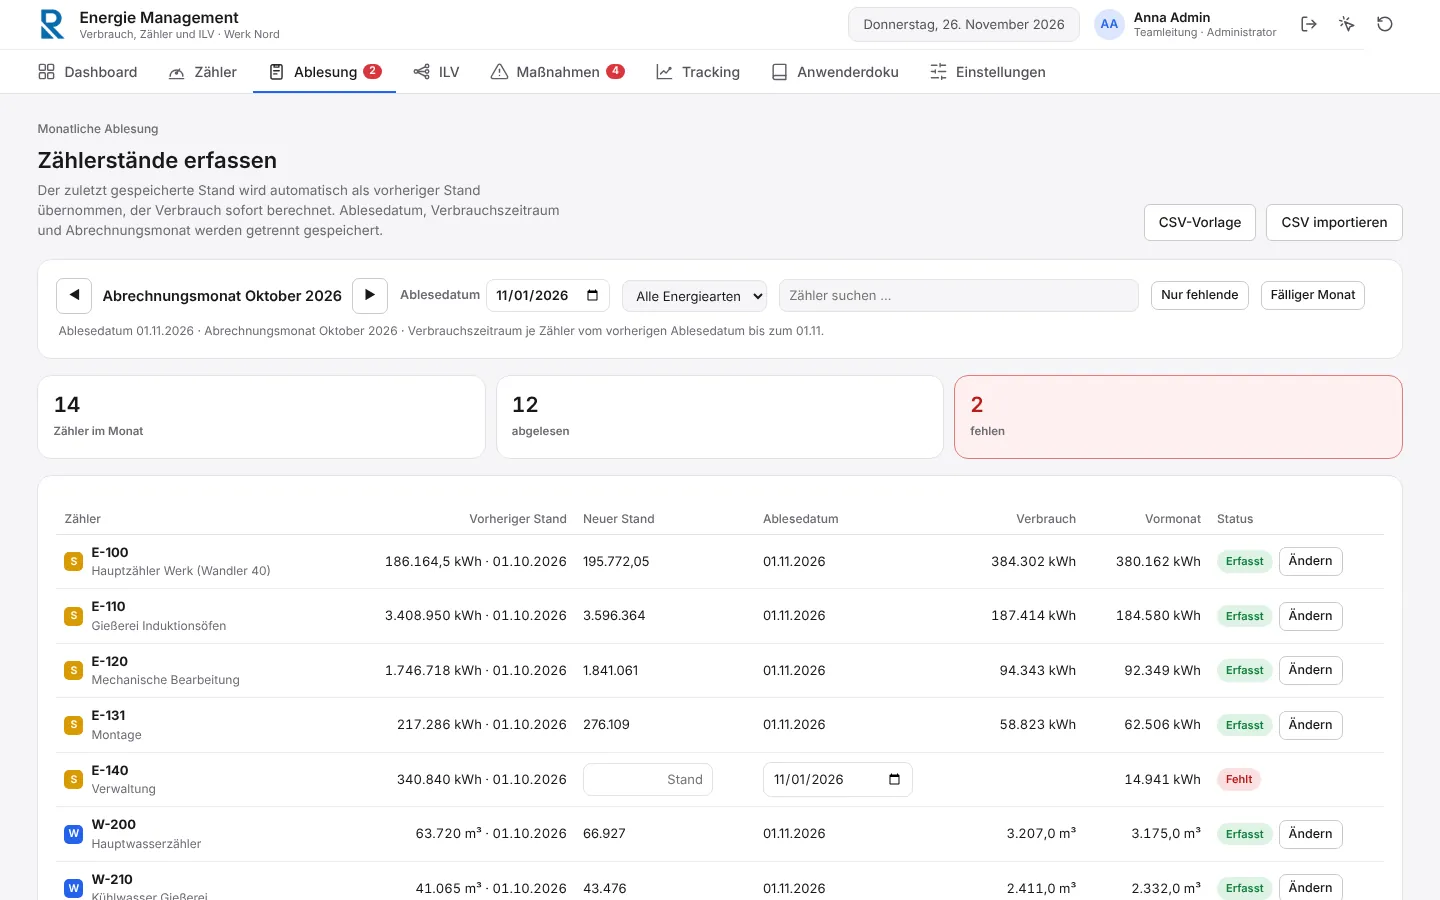 Energie Management
Verbrauch, Zähler und ILV · Werk Nord
Donnerstag, 26. November 2026
AA
Anna Admin
Teamleitung · Administrator
Dashboard
Zähler
Ablesung 2
ILV
Maßnahmen 4
Tracking
Anwenderdoku
Einstellungen
Monatliche Ablesung
Zählerstände erfassen
Der zuletzt gespeicherte Stand wird automatisch als vorheriger Stand
übernommen, der Verbrauch sofort berechnet. Ablesedatum, Verbrauchszeitraum
und Abrechnungsmonat werden getrennt gespeichert.
CSV-Vorlage
CSV importieren
Abrechnungsmonat Oktober 2026
Ablesedatum
11/01/2026
Alle Energiearten
Zähler suchen ...
Nur fehlende
Fälliger Monat
Ablesedatum 01.11.2026 · Abrechnungsmonat Oktober 2026 · Verbrauchszeitraum je Zähler vom vorherigen Ablesedatum bis zum 01.11.
14
Zähler im Monat
12
abgelesen
2
fehlen
Zähler Vorheriger Stand Neuer Stand Ablesedatum Verbrauch Vormonat Status
S E-100
Hauptzähler Werk (Wandler 40)
186.164,5 kWh · 01.10.2026 195.772,05 01.11.2026 384.302 kWh 380.162 kWh Erfasst Ändern
S E-110
Gießerei Induktionsöfen
3.408.950 kWh · 01.10.2026 3.596.364 01.11.2026 187.414 kWh 184.580 kWh Erfasst Ändern
S E-120
Mechanische Bearbeitung
1.746.718 kWh · 01.10.2026 1.841.061 01.11.2026 94.343 kWh 92.349 kWh Erfasst Ändern
S E-131
Montage
217.286 kWh · 01.10.2026 276.109 01.11.2026 58.823 kWh 62.506 kWh Erfasst Ändern
S E-140
Verwaltung
340.840 kWh · 01.10.2026 Stand 11/01/2026 14.941 kWh Fehlt
W W-200
Hauptwasserzähler
63.720 m³ · 01.10.2026 66.927 01.11.2026 3.207,0 m³ 3.175,0 m³ Erfasst Ändern
W W-210
Kühlwasser Gießerei
41.065 m³ · 01.10.2026 43.476 01.11.2026 2.411,0 m³ 2.332,0 m³ Erfasst Ändern